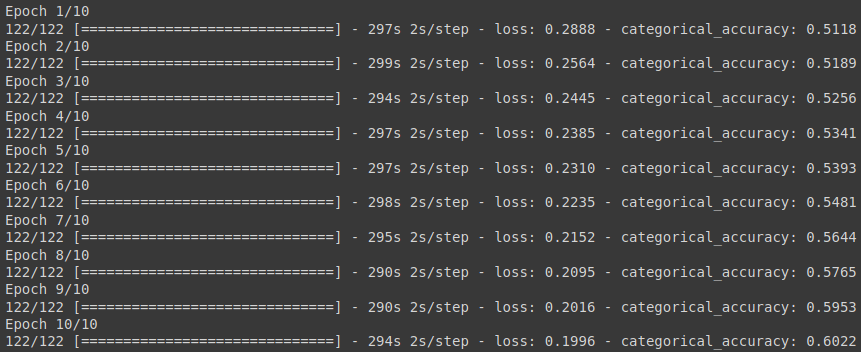 Epoch 1/10
122/122 [==============================] - 297s 2s/step - loss: 0.2888 - categorical_accuracy: 0.5118
Epoch 2/10
122/122 [==============================] - 299s 2s/step - loss: 0.2564 - categorical_accuracy: 0.5189
Epoch 3/10
122/122 [==============================] - 294s 2s/step - loss: 0.2445 - categorical_accuracy: 0.5256
Epoch 4/10
122/122 [==============================] - 297s 2s/step - loss: 0.2385 - categorical_accuracy: 0.5341
Epoch 5/10
122/122 [==============================] - 297s 2s/step - loss: 0.2310 - categorical_accuracy: 0.5393
Epoch 6/10
122/122 [==============================] - 298s 2s/step - loss: 0.2235 - categorical_accuracy: 0.5481
Epoch 7/10
122/122 [==============================] - 295s 2s/step - loss: 0.2152 - categorical_accuracy: 0.5644
Epoch 8/10
122/122 [==============================] - 290s 2s/step - loss: 0.2095 - categorical_accuracy: 0.5765
Epoch 9/10
122/122 [==============================] - 290s 2s/step - loss: 0.2016 - categorical_accuracy: 0.5953
Epoch 10/10
122/122 [==============================] - 294s 2s/step - loss: 0.1996 - categorical_accuracy: 0.6022